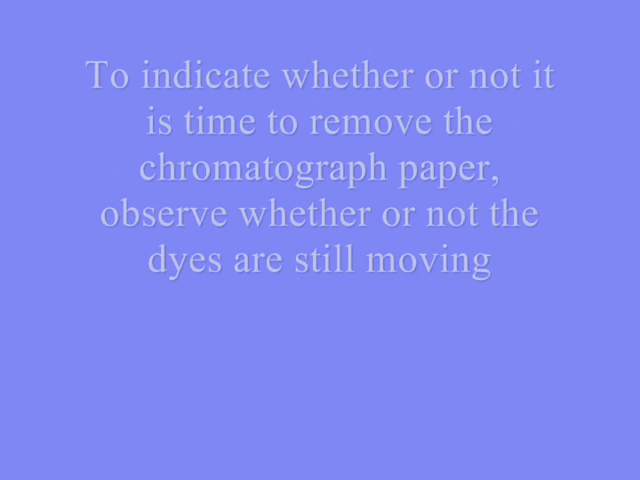 To indicate whether or not it
is time to remove the
chromatograph paper,
observe whether or not the
dyes are still moving